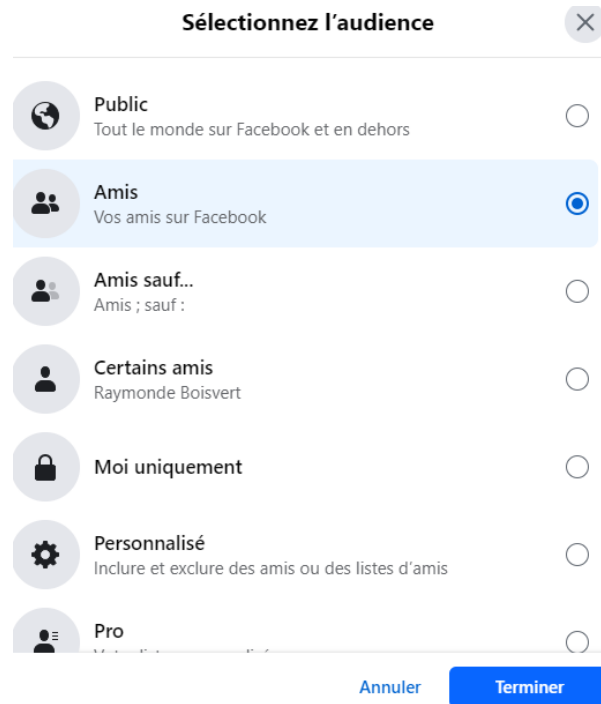 Sélectionnez l’audience
Public
Tout le monde sur Facebook et en dehors
Amis
Vos amis sur Facebook
Amis sauf...
Amis ; sauf :
Certains amis
Raymonde Boisvert
Moi uniquement
Personnalisé
Inclure et exclure des amis ou des listes d’amis
Pro
Annuler
Terminer